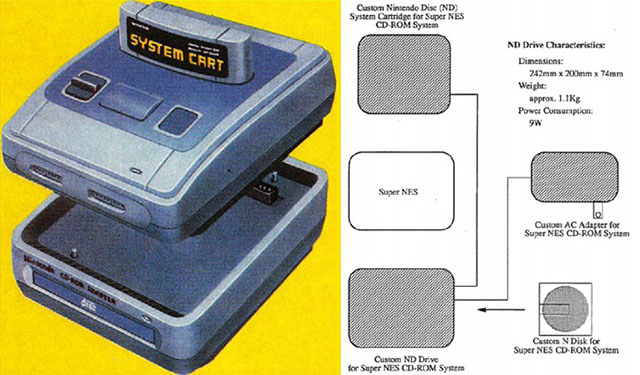 SYSTEM CART
CD-ROM ADAPTER
Custom Nintendo Disc (ND)
System Cartridge for Super NES
CD-ROM System
ND Drive Characteristics:
Dimensions:
242mm x 200mm x 74mm
Weight:
approx. 1.1Kg
Power Consumption:
9W
Super NES
Custom AC Adapter for
Super NES CD-ROM System
Custom ND Drive
for Super NES CD-ROM System
Custom N Disk for
Super NES CD-ROM System